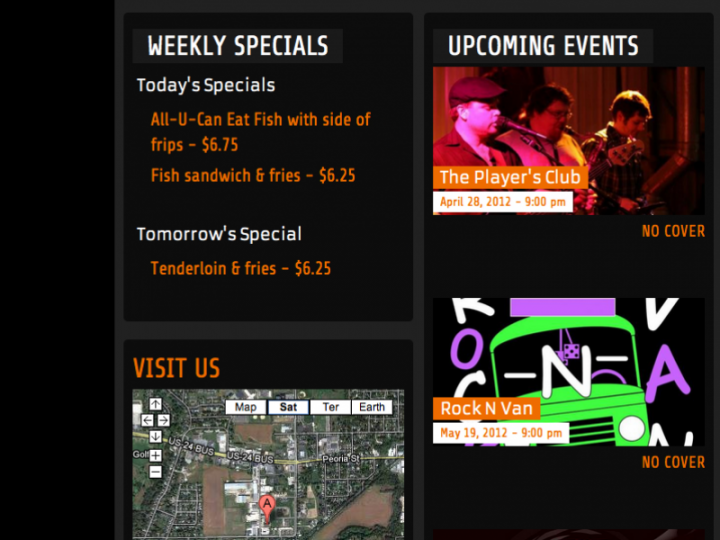 WEEKLY SPECIALS
Today's Specials
All-U-Can Eat Fish with side of
frips - $6.75
Fish sandwich & fries - $6.25
Tomorrow's Special
Tenderloin & fries - $6.25
VISIT US
Map Sat Ter Earth
Golf
US-24 BUS
US-24 BUS
Peoria St
A
UPCOMING EVENTS
The Player's Club
April 28, 2012 - 9:00 pm
NO COVER
R V
O C -N- A N
Rock N Van
May 19, 2012 - 9:00 pm
NO COVER